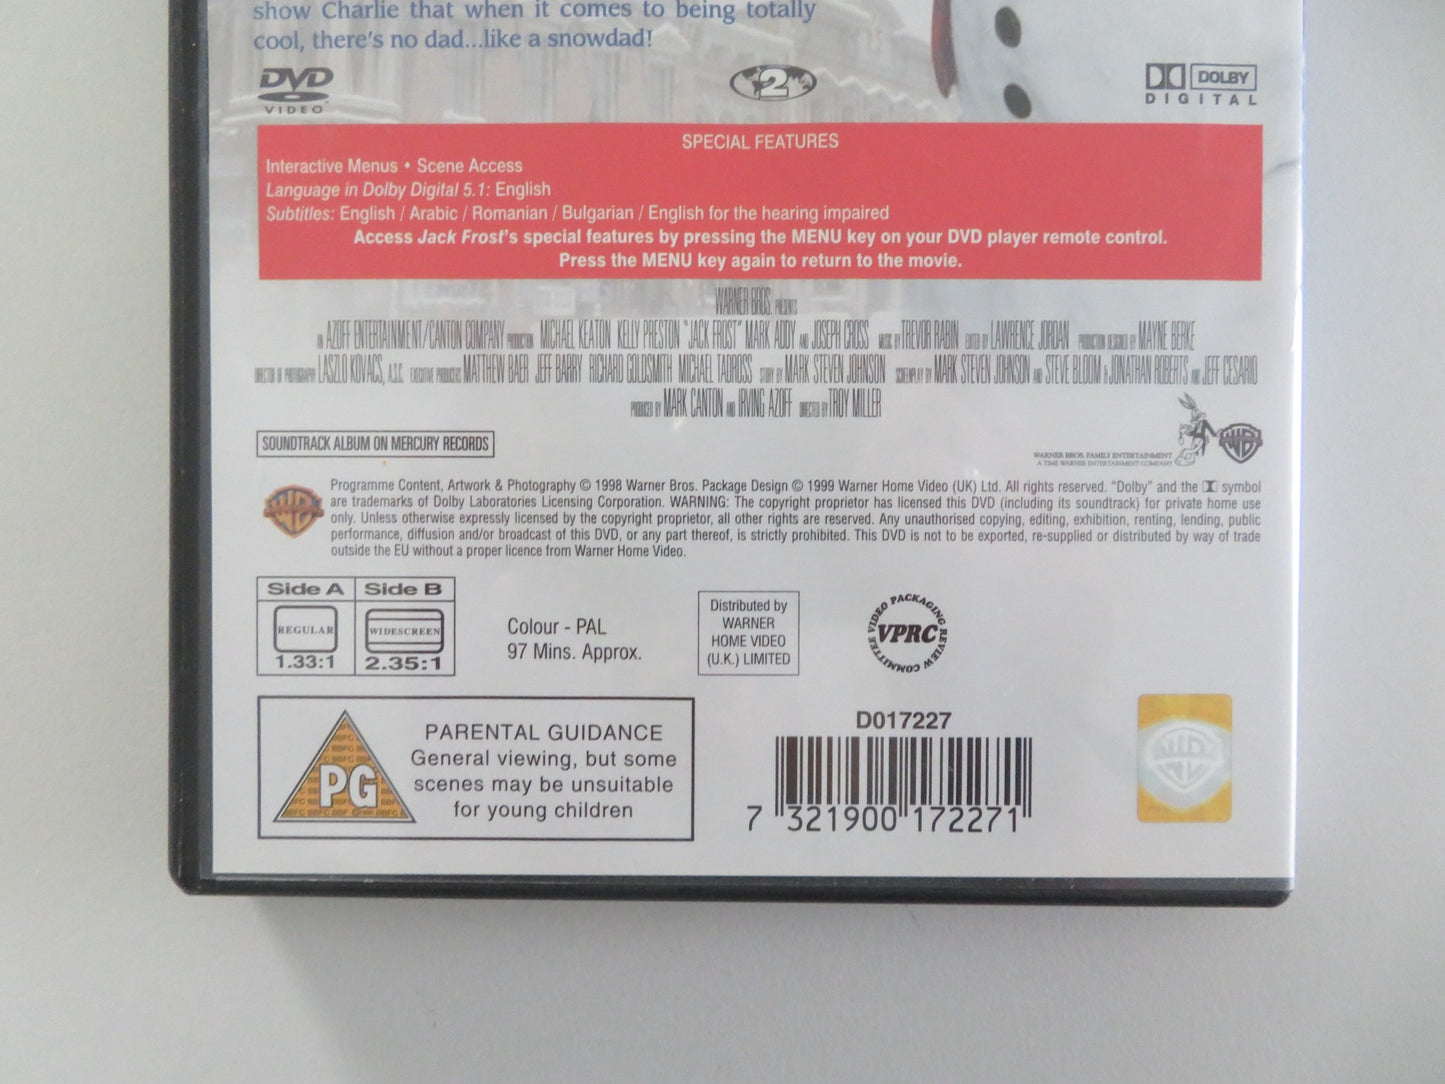 show Charlie that when it comes to being totally
cool, there's no dad...like a snowdad!
DVD
VIDEO
2
DOLBY
DIGITAL
SPECIAL FEATURES
Interactive Menus • Scene Access
Language in Dolby Digital 5.1: English
Subtitles: English / Arabic / Romanian / Bulgarian / English for the hearing impaired
Access Jack Frost's special features by pressing the MENU key on your DVD player remote control.
Press the MENU key again to return to the movie.
WARNER BROS. PRESENTS
AN AZOFF ENTERTAINMENT/CANTON COMPANY PRODUCTION MICHAEL KEATON KELLY PRESTON "JACK FROST" MARK ADDY AND JOSEPH CROSS MUSIC BY TREVOR RABIN EDITED BY LAWRENCE JORDAN PRODUCTION DESIGNED BY MAYNE BERKE
DIRECTOR OF PHOTOGRAPHY LASZLO KOVACS, A.S.C. EXECUTIVE PRODUCERS MATTHEW BAER JEFF BARRY RICHARD GOLDSMITH MICHAEL TADROSS STORY BY MARK STEVEN JOHNSON SCREENPLAY BY MARK STEVEN JOHNSON AND STEVE BLOOM & JONATHAN ROBERTS AND JEFF CESARIO
PRODUCED BY MARK CANTON AND IRVING AZOFF DIRECTED BY TROY MILLER
SOUNDTRACK ALBUM ON MERCURY RECORDS
WARNER BROS. FAMILY ENTERTAINMENT
A TIME WARNER ENTERTAINMENT COMPANY
WB
Programme Content, Artwork & Photography © 1998 Warner Bros. Package Design © 1999 Warner Home Video (UK) Ltd. All rights reserved. "Dolby" and the symbol
are trademarks of Dolby Laboratories Licensing Corporation. WARNING: The copyright proprietor has licensed this DVD (including its soundtrack) for private home use
only. Unless otherwise expressly licensed by the copyright proprietor, all other rights are reserved. Any unauthorised copying, editing, exhibition, renting, lending, public
performance, diffusion and/or broadcast of this DVD, or any part thereof, is strictly prohibited. This DVD is not to be exported, re-supplied or distributed by way of trade
outside the EU without a proper licence from Warner Home Video.
Side A Side B
REGULAR WIDESCREEN
1.33:1 2.35:1
Colour - PAL
97 Mins. Approx.
Distributed by
WARNER
HOME VIDEO
(U.K.) LIMITED
VIDEO PACKAGING REVIEW COMMITTEE
VPRC
PG
PARENTAL GUIDANCE
General viewing, but some
scenes may be unsuitable
for young children
D017227
7 321900 172271
WB